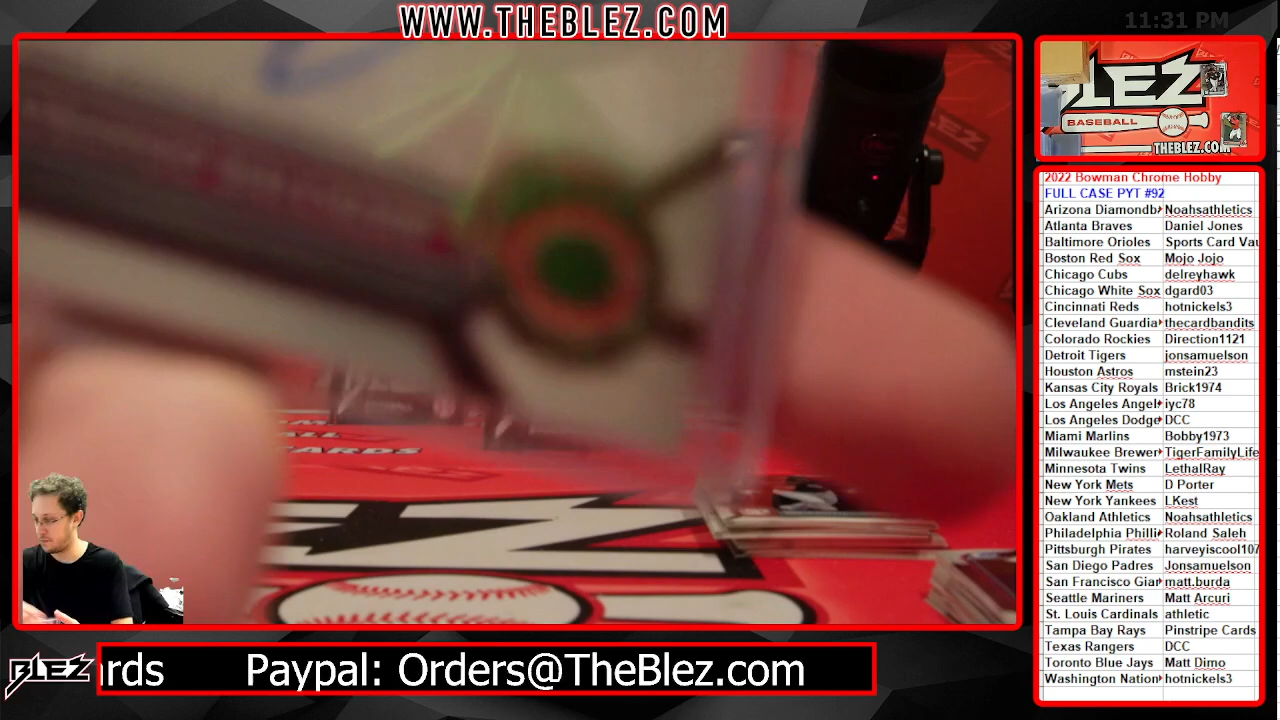 WWW.THEBLEZ.COM
11:31 PM
BLEZ
BASEBALL
THEBLEZ.COM
2022 Bowman Chrome Hobby
FULL CASE PYT #92
Arizona Diamondb Noahsathletics
Atlanta Braves Daniel Jones
Baltimore Orioles Sports Card Vau
Boston Red Sox Mojo Jojo
Chicago Cubs delreyhawk
Chicago White Sox dgard03
Cincinnati Reds hotnickels3
Cleveland Guardia thecardbandits
Colorado Rockies Direction1121
Detroit Tigers jonsamuelson
Houston Astros mstein23
Kansas City Royals Brick1974
Los Angeles Angel iyc78
Los Angeles Dodge DCC
Miami Marlins Bobby1973
Milwaukee Brewer TigerFamilyLife
Minnesota Twins LethalRay
New York Mets D Porter
New York Yankees LKest
Oakland Athletics Noahsathletics
Philadelphia Philli Roland Saleh
Pittsburgh Pirates harveyiscool107
San Diego Padres Jonsamuelson
San Francisco Gian matt.burda
Seattle Mariners Matt Arcuri
St. Louis Cardinals athletic
Tampa Bay Rays Pinstripe Cards
Texas Rangers DCC
Toronto Blue Jays Matt Dimo
Washington Nation hotnickels3
BLEZ
rds Paypal: Orders@TheBlez.com